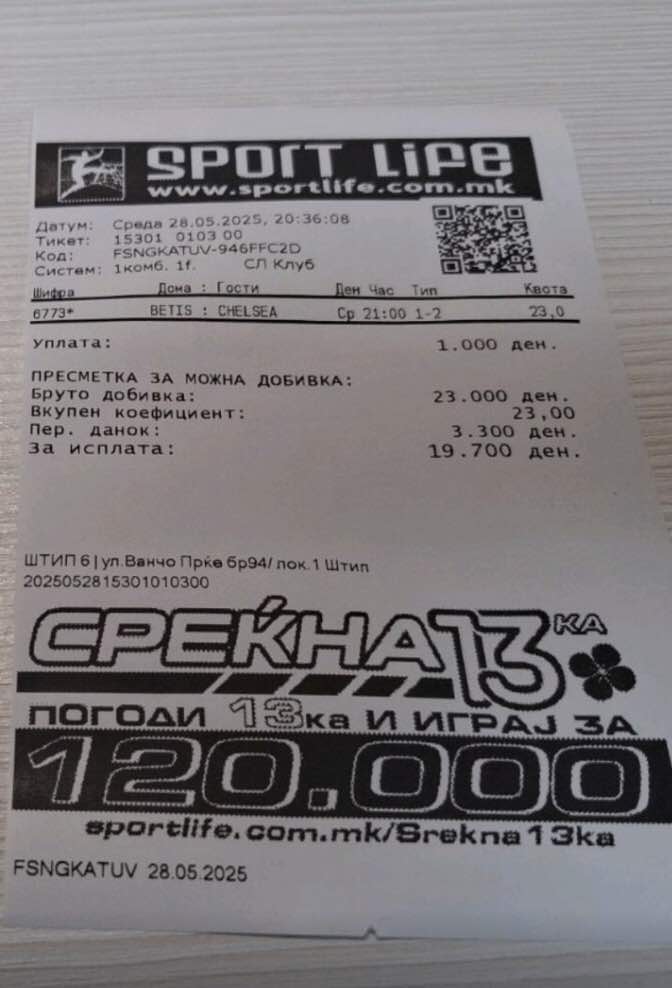 SPORT LIFE
www.sportlife.com.mk
Датум: Среда 28.05.2025, 20:36:08
Тикет: 15301 0103 00
Код: FSNGKATUV-946FFC2D
Систем: 1комб. 1f. СЛ Клуб
Шифра Дома : Гости Ден Час Тип Квота
6773* BETIS : CHELSEA Ср 21:00 1-2 23,0
Уплата: 1.000 ден.
ПРЕСМЕТКА ЗА МОЖНА ДОБИВКА:
Бруто добивка: 23.000 ден.
Вкупен коефициент: 23,00
Пер. данок: 3.300 ден.
За исплата: 19.700 ден.
ШТИП 6 | ул.Ванчо Прќе бр94/ лок.1 Штип
2025052815301010300
СРЕЌНА 13 КА
ПОГОДИ 13ка И ИГРАЈ ЗА
120.000
sportlife.com.mk/Srekna13ka
FSNGKATUV 28.05.2025